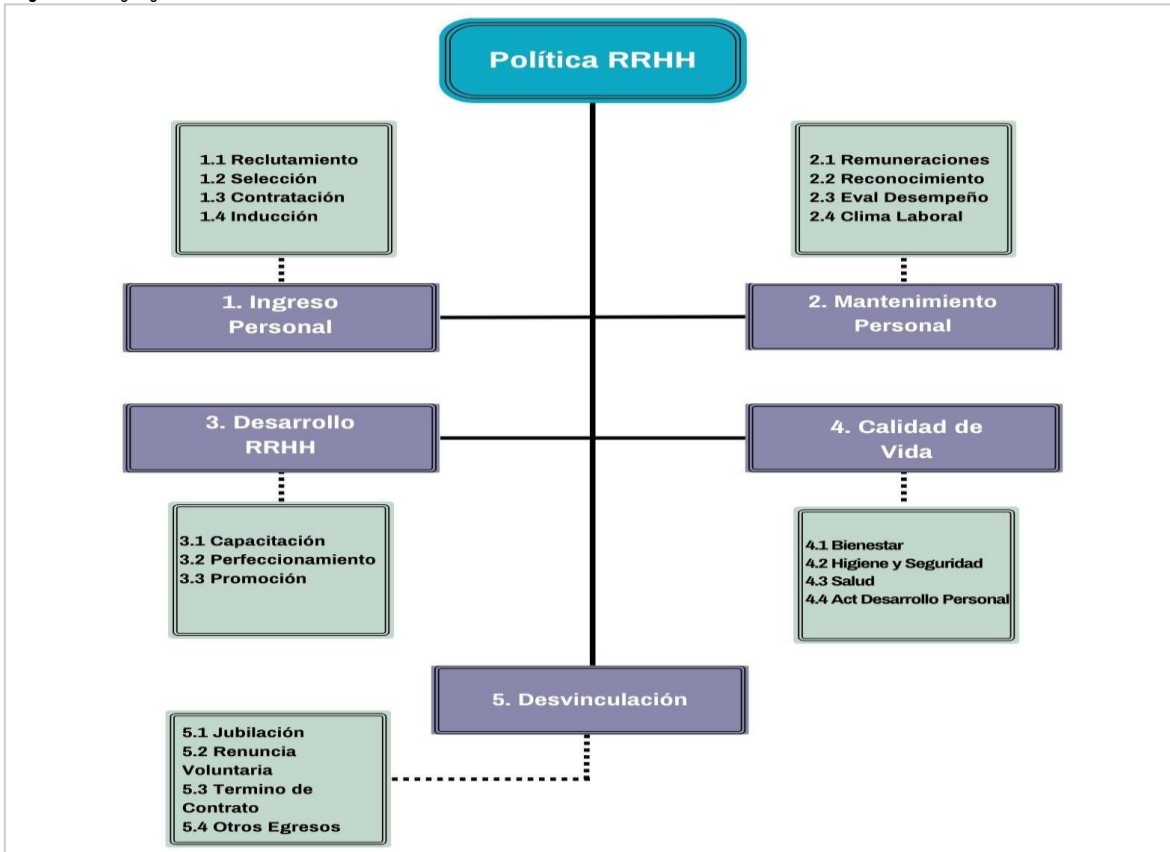 Política RRHH
1.1 Reclutamiento
1.2 Selección
1.3 Contratación
1.4 Inducción
2.1 Remuneraciones
2.2 Reconocimiento
2.3 Eval Desempeño
2.4 Clima Laboral
1. Ingreso
Personal
2. Mantenimiento
Personal
3. Desarrollo
RRHH
4. Calidad de
Vida
3.1 Capacitación
3.2 Perfeccionamiento
3.3 Promoción
4.1 Bienestar
4.2 Higiene y Seguridad
4.3 Salud
4.4 Act Desarrollo Personal
5. Desvinculación
5.1 Jubilación
5.2 Renuncia
Voluntaria
5.3 Termino de
Contrato
5.4 Otros Egresos